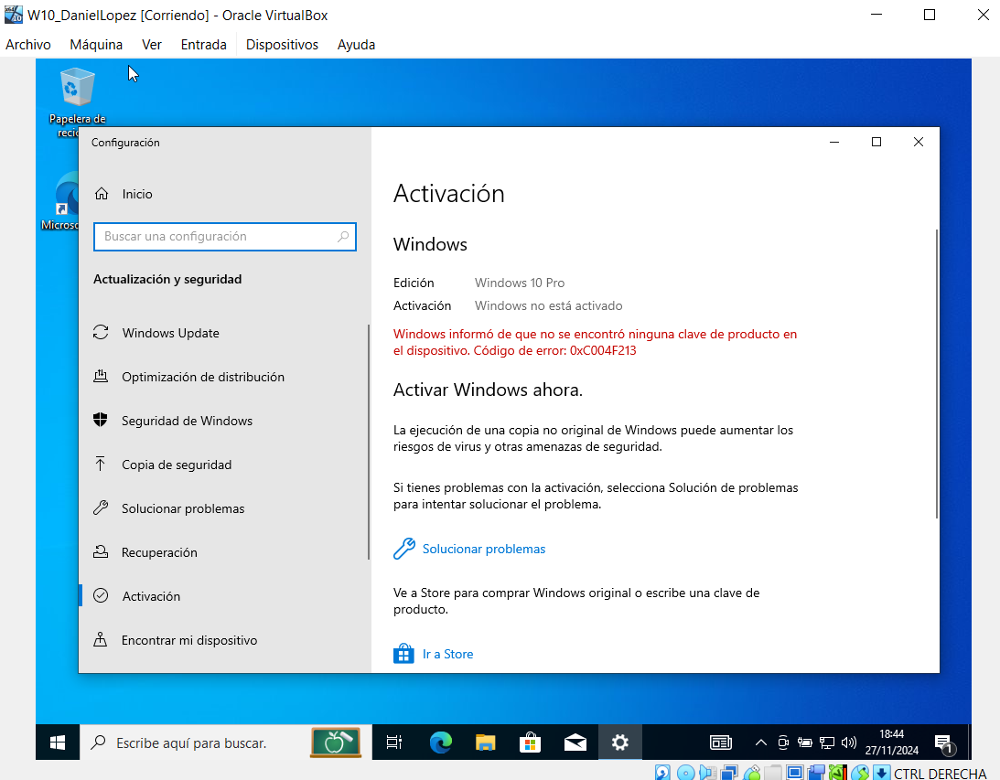 W10_DanielLopez [Corriendo] - Oracle VirtualBox
Archivo Máquina Ver Entrada Dispositivos Ayuda
Papelera de
reci
Microso
Configuración
Inicio
Buscar una configuración
Actualización y seguridad
Windows Update
Optimización de distribución
Seguridad de Windows
Copia de seguridad
Solucionar problemas
Recuperación
Activación
Encontrar mi dispositivo
Activación
Windows
Edición Windows 10 Pro
Activación Windows no está activado
Windows informó de que no se encontró ninguna clave de producto en
el dispositivo. Código de error: 0xC004F213
Activar Windows ahora.
La ejecución de una copia no original de Windows puede aumentar los
riesgos de virus y otras amenazas de seguridad.
Si tienes problemas con la activación, selecciona Solución de problemas
para intentar solucionar el problema.
Solucionar problemas
Ve a Store para comprar Windows original o escribe una clave de
producto.
Ir a Store
Escribe aquí para buscar.
18:44
27/11/2024
1
CTRL DERECHA